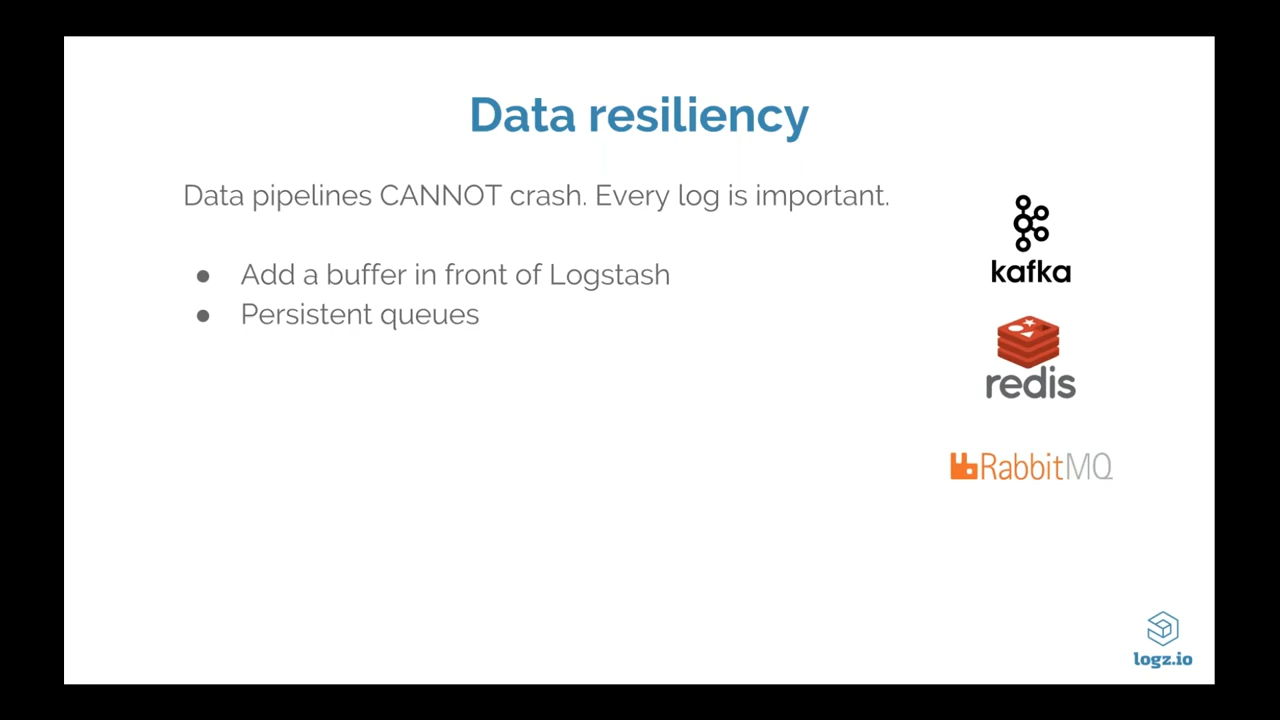 Data resiliency
Data pipelines CANNOT crash. Every log is important.
● Add a buffer in front of Logstash
● Persistent queues
kafka
redis
RabbitMQ
logz.io